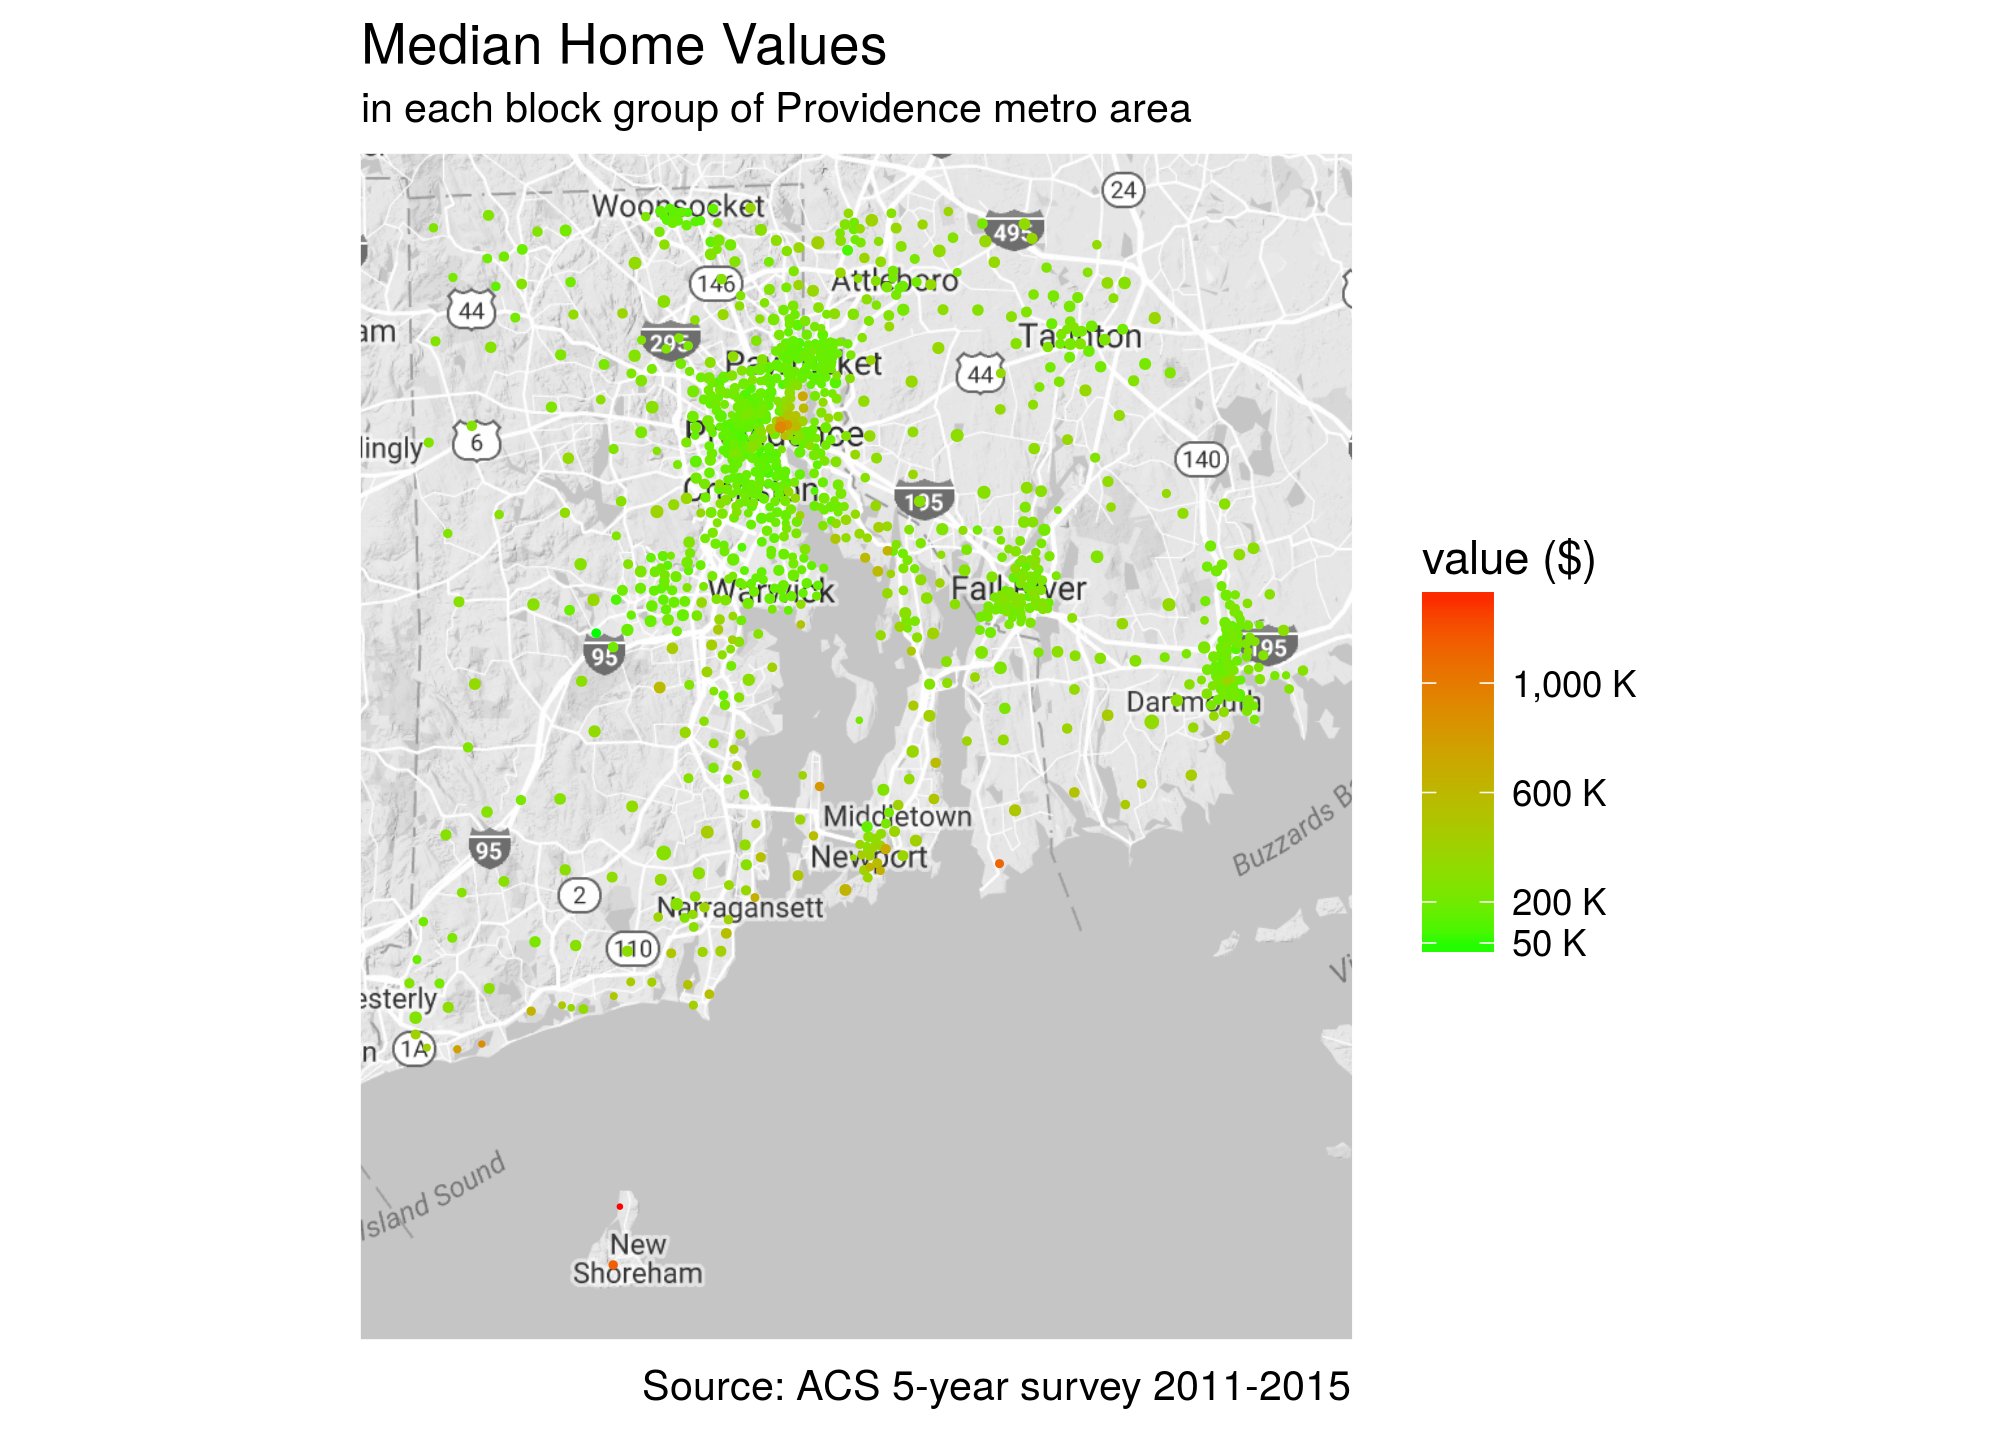 Median Home Values
in each block group of Providence metro area
24
Woonsocket
495
146
Attleboro
44
am
295
Taunton
Pawtucket
44
Providence
6
lingly
140
Cranston
195
Warwick
Fall River
95
195
Dartmouth
value ($)
1,000 K
600 K
200 K
50 K
Middletown
Newport
95
2
Narragansett
110
Buzzards B
Vi
esterly
n
1A
Island Sound
New
Shoreham
Source: ACS 5-year survey 2011-2015